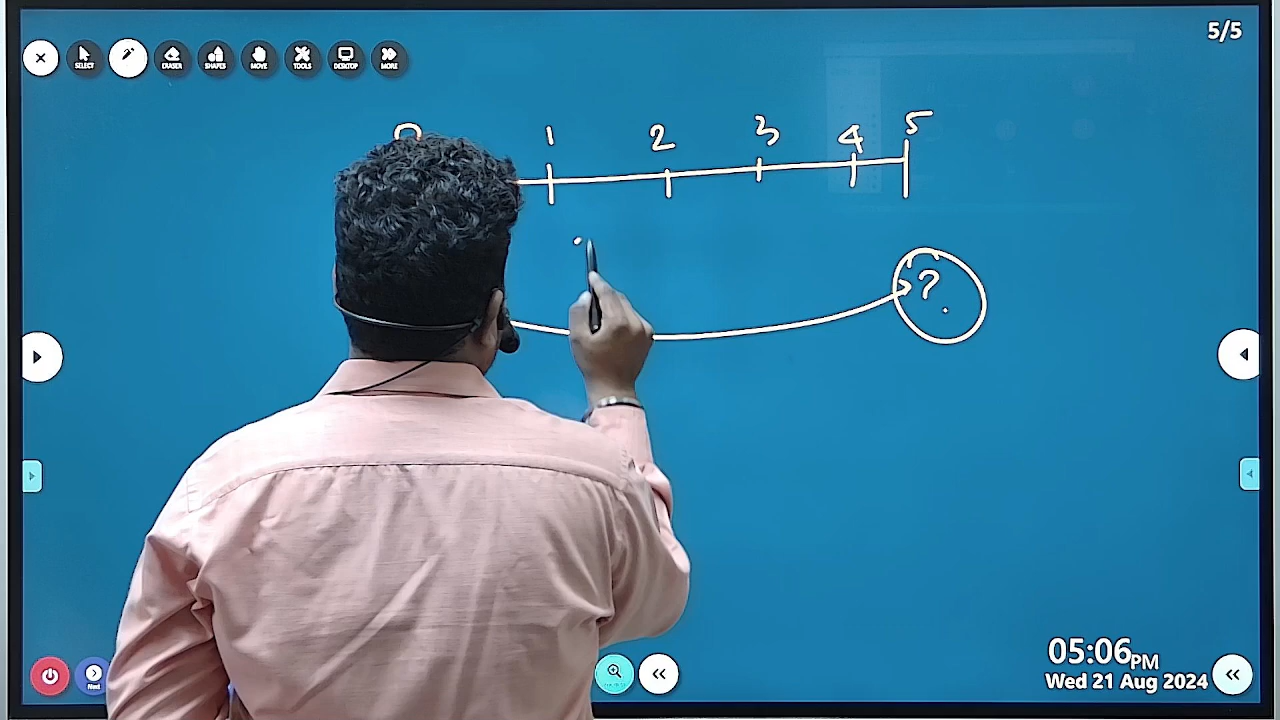 5/5
SELECT ERASER SHAPES MOVE TOOLS DESKTOP MORE
0 1 2 3 4 5
?
05:06PM
Wed 21 Aug 2024
Next